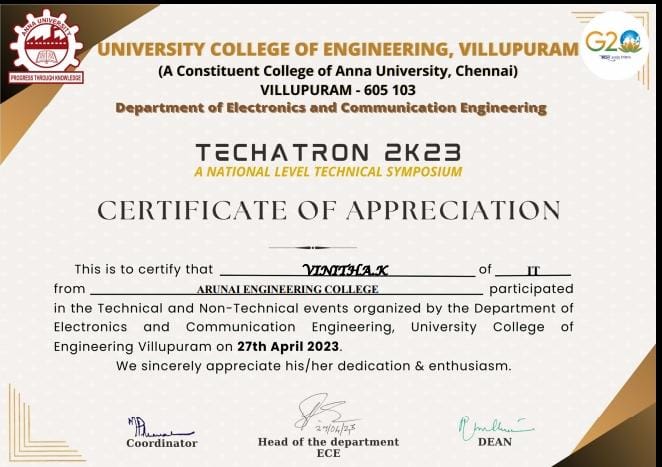 ANNA UNIVERSITY
PROGRESS THROUGH KNOWLEDGE
G20
UNIVERSITY COLLEGE OF ENGINEERING, VILLUPURAM
(A Constituent College of Anna University, Chennai)
VILLUPURAM - 605 103
Department of Electronics and Communication Engineering
TECHATRON 2K23
A NATIONAL LEVEL TECHNICAL SYMPOSIUM
CERTIFICATE OF APPRECIATION
This is to certify that VINITHA.K of IT
from ARUNAI ENGINEERING COLLEGE participated
in the Technical and Non-Technical events organized by the Department of
Electronics and Communication Engineering, University College of
Engineering Villupuram on 27th April 2023.
We sincerely appreciate his/her dedication & enthusiasm.
27/04/23
Coordinator
Head of the department
ECE
DEAN